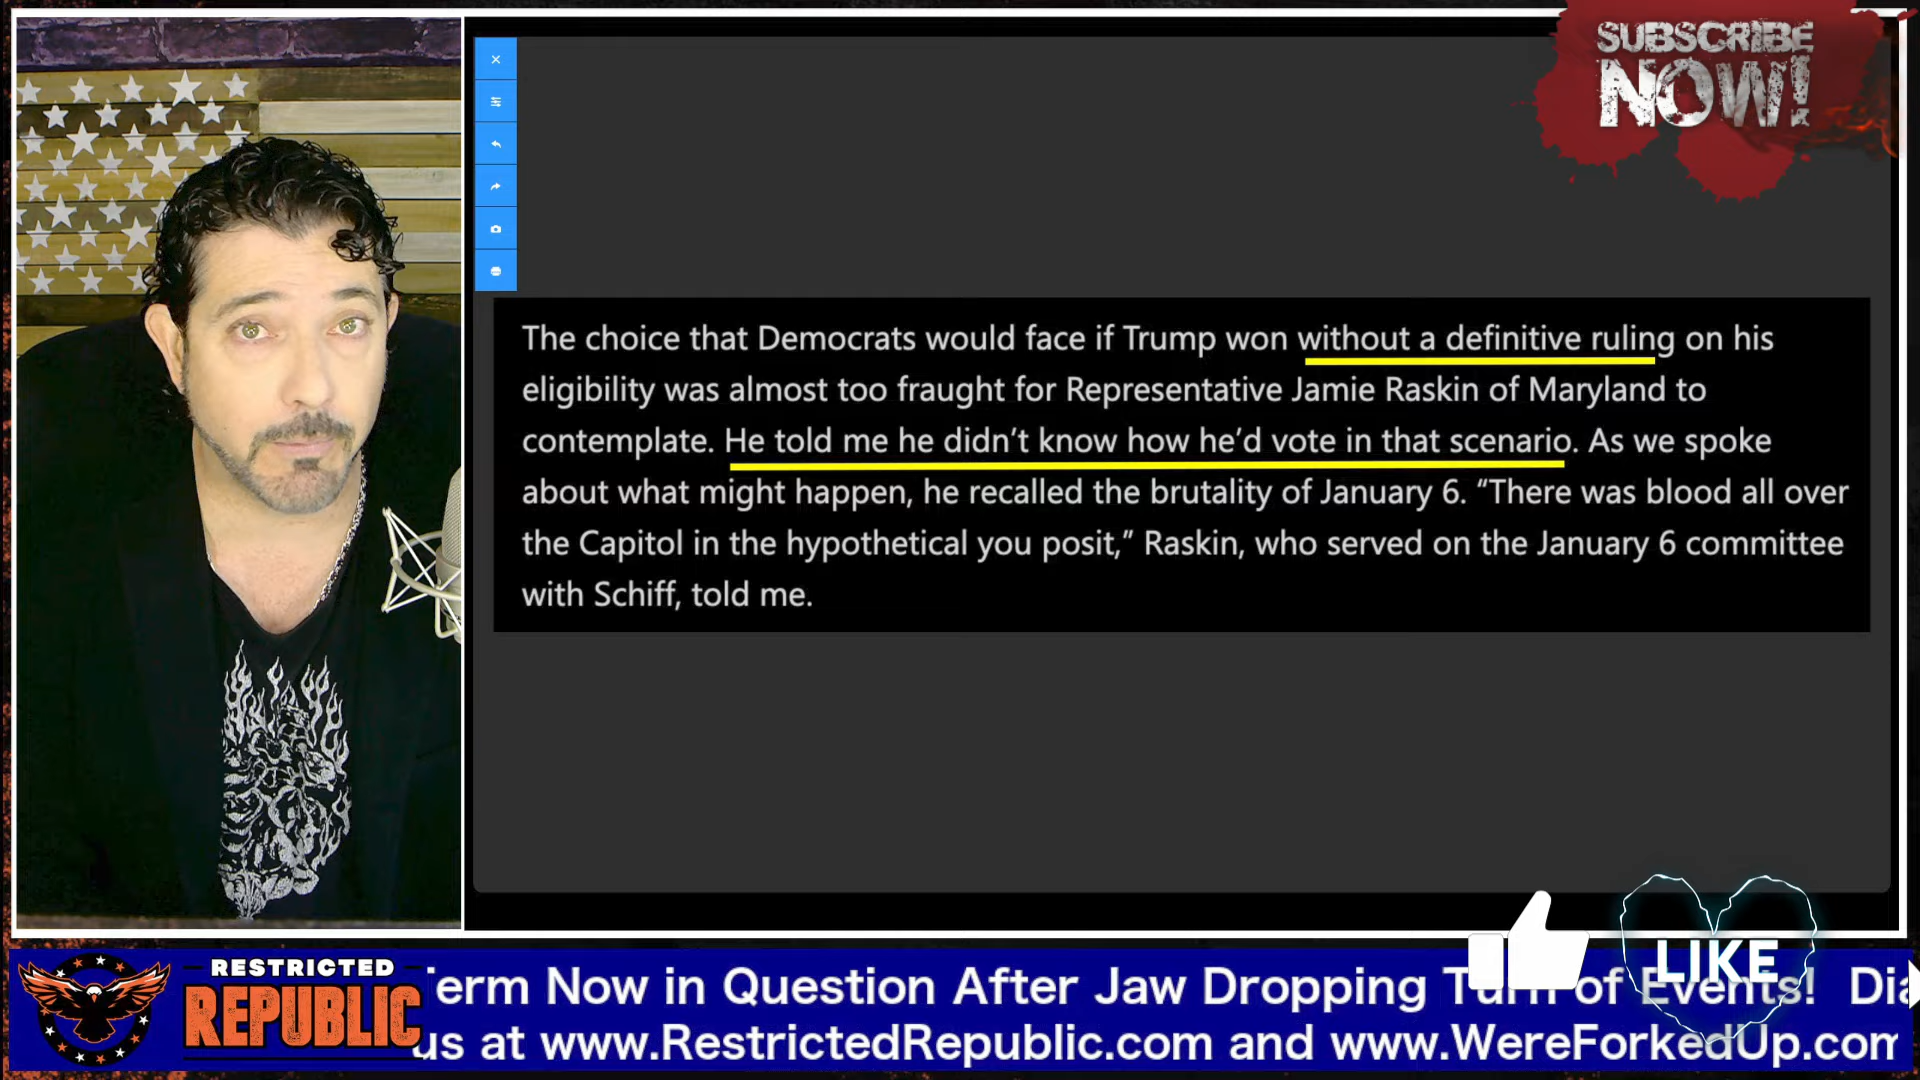 SUBSCRIBE
NOW!
The choice that Democrats would face if Trump won without a definitive ruling on his
eligibility was almost too fraught for Representative Jamie Raskin of Maryland to
contemplate. He told me he didn't know how he'd vote in that scenario. As we spoke
about what might happen, he recalled the brutality of January 6. “There was blood all over
the Capitol in the hypothetical you posit,” Raskin, who served on the January 6 committee
with Schiff, told me.
LIKE
RESTRICTED
REPUBLIC
erm Now in Question After Jaw Dropping Turn of Events! Dia
us at www.RestrictedRepublic.com and www.WereForkedUp.com